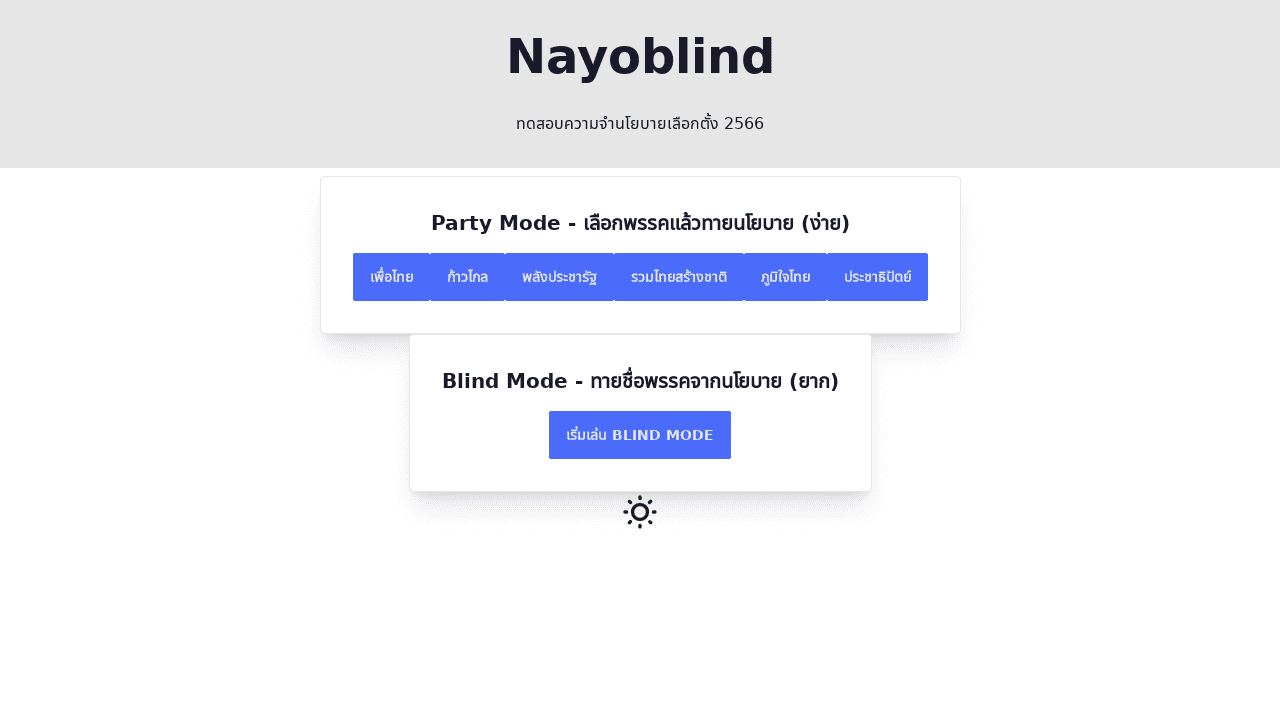 Nayoblind
ทดสอบความจำนโยบายเลือกตั้ง 2566
Party Mode - เลือกพรรคแล้วทายนโยบาย (ง่าย)
เพื่อไทย ก้าวไกล พลังประชารัฐ รวมไทยสร้างชาติ ภูมิใจไทย ประชาธิปัตย์
Blind Mode - ทายชื่อพรรคจากนโยบาย (ยาก)
เริ่มเล่น BLIND MODE